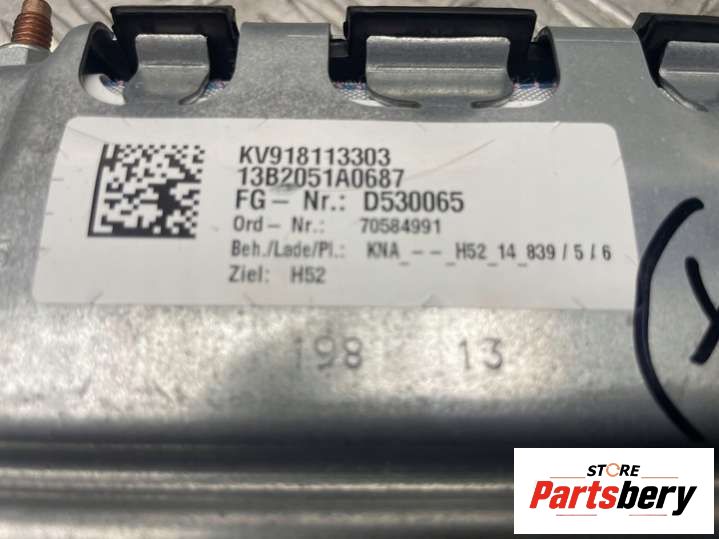 KV918113303
13B2051A0687
FG- Nr.: D530065
Ord- Nr.: 70584991
Beh./Lade/Pl.: KNA_--_H52_14_839/5/6
Ziel: H52
198 13
STORE
Partsbery